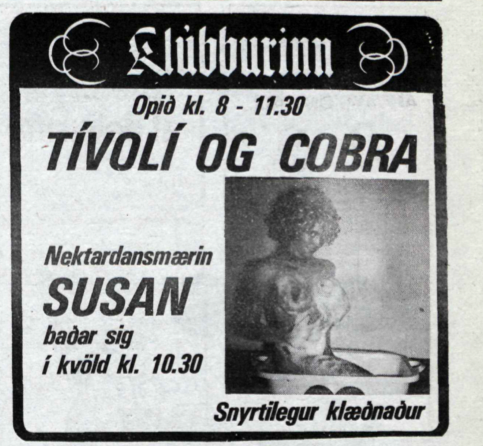 Klúbburinn
Opið kl. 8 - 11.30
TÍVOLÍ OG COBRA
Nektardansmærin
SUSAN
baðar sig
í kvöld kl. 10.30
Snyrtilegur klæðnaður